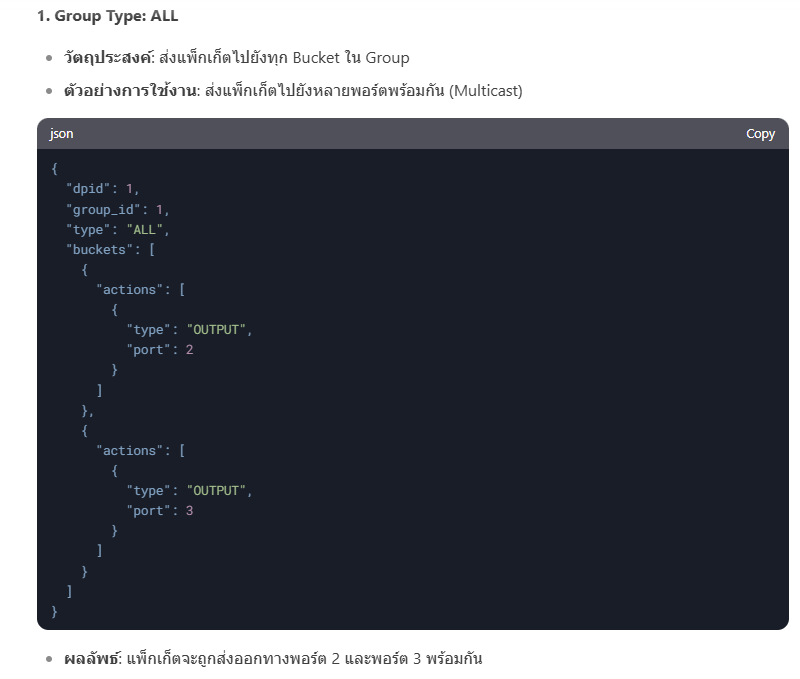 1. Group Type: ALL
วัตถุประสงค์: ส่งแพ็กเก็ตไปยังทุก Bucket ใน Group
ตัวอย่างการใช้งาน: ส่งแพ็กเก็ตไปยังหลายพอร์ตพร้อมกัน (Multicast)
json Copy
{
  "dpid": 1,
  "group_id": 1,
  "type": "ALL",
  "buckets": [
    {
      "actions": [
        {
          "type": "OUTPUT",
          "port": 2
        }
      ]
    },
    {
      "actions": [
        {
          "type": "OUTPUT",
          "port": 3
        }
      ]
    }
  ]
}
ผลลัพธ์: แพ็กเก็ตจะถูกส่งออกทางพอร์ต 2 และพอร์ต 3 พร้อมกัน